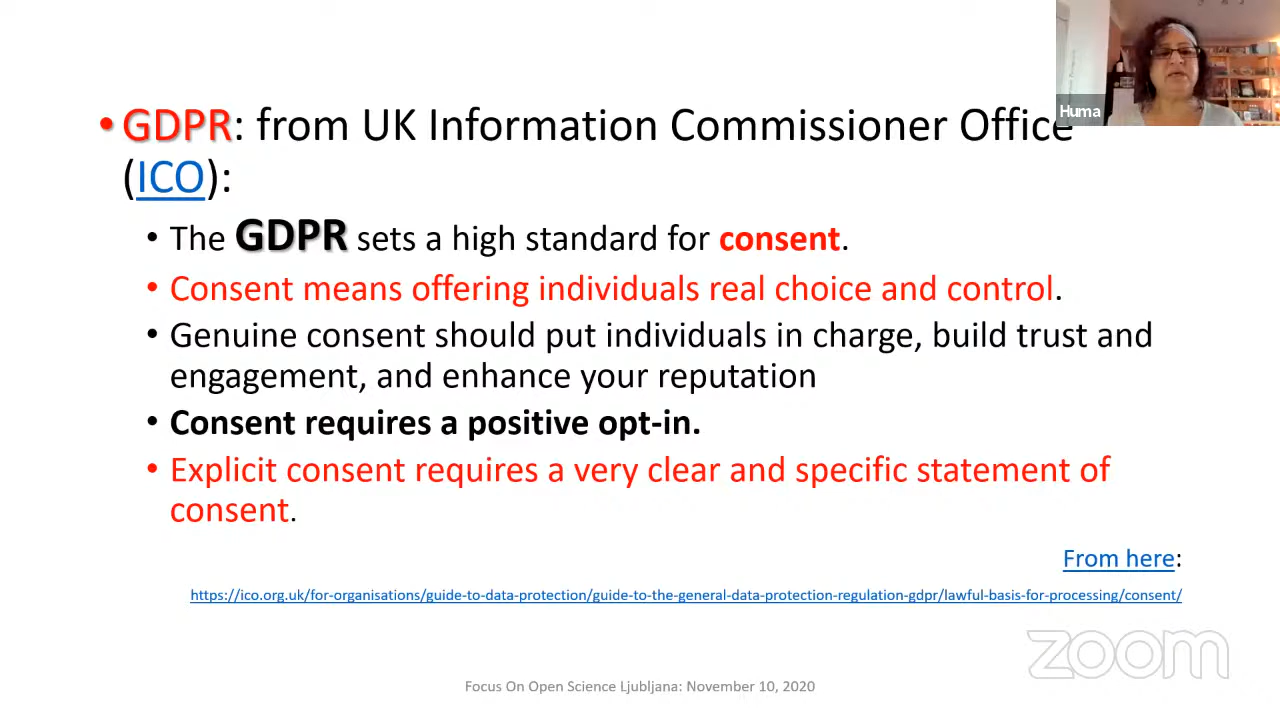 • GDPR: from UK Information Commissioner Office
(ICO):
• The GDPR sets a high standard for consent.
• Consent means offering individuals real choice and control.
• Genuine consent should put individuals in charge, build trust and
engagement, and enhance your reputation
• Consent requires a positive opt-in.
• Explicit consent requires a very clear and specific statement of
consent.
From here:
https://ico.org.uk/for-organisations/guide-to-data-protection/guide-to-the-general-data-protection-regulation-gdpr/lawful-basis-for-processing/consent/
Focus On Open Science Ljubljana: November 10, 2020
Huma
zoom